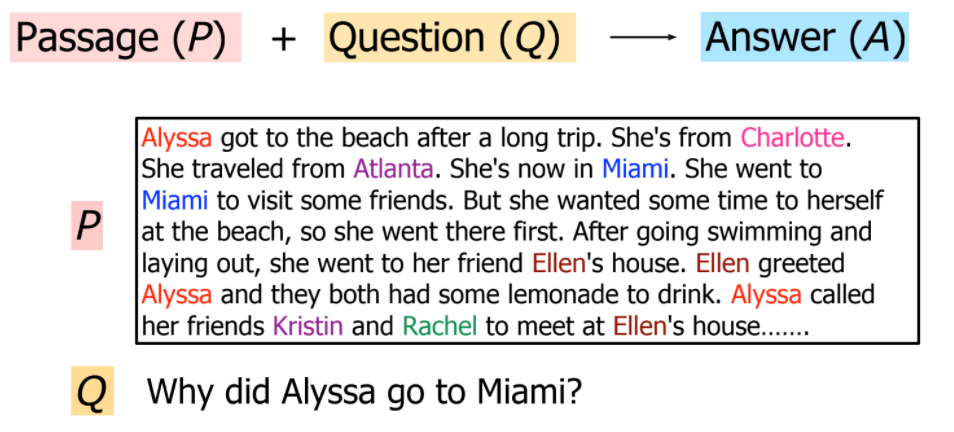 Passage (P) + Question (Q) → Answer (A)
P
Alyssa got to the beach after a long trip. She's from Charlotte.
She traveled from Atlanta. She's now in Miami. She went to
Miami to visit some friends. But she wanted some time to herself
at the beach, so she went there first. After going swimming and
laying out, she went to her friend Ellen's house. Ellen greeted
Alyssa and they both had some lemonade to drink. Alyssa called
her friends Kristin and Rachel to meet at Ellen's house.......
Q Why did Alyssa go to Miami?